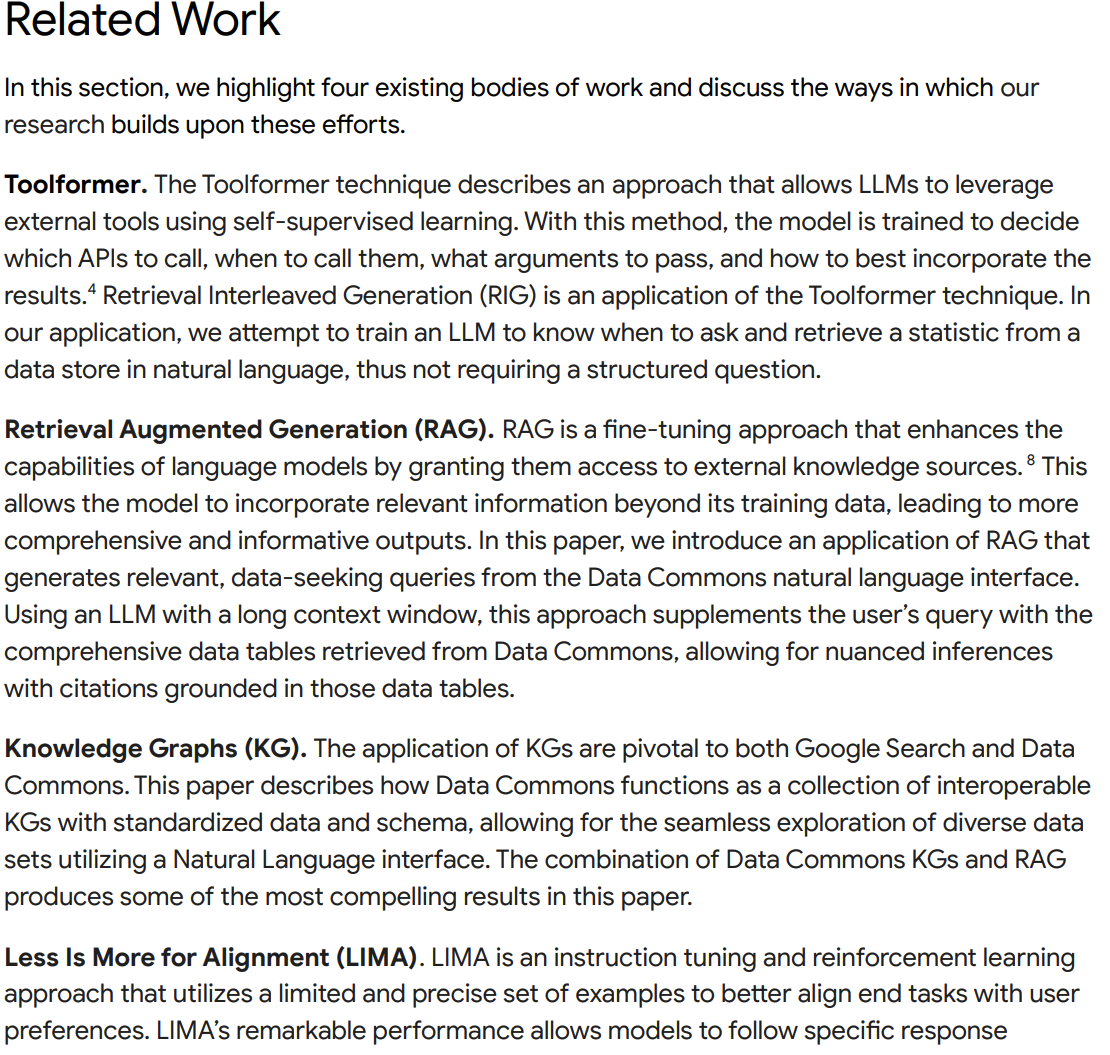 Related Work
In this section, we highlight four existing bodies of work and discuss the ways in which our
research builds upon these efforts.
Toolformer. The Toolformer technique describes an approach that allows LLMs to leverage
external tools using self-supervised learning. With this method, the model is trained to decide
which APIs to call, when to call them, what arguments to pass, and how to best incorporate the
results.⁴ Retrieval Interleaved Generation (RIG) is an application of the Toolformer technique. In
our application, we attempt to train an LLM to know when to ask and retrieve a statistic from a
data store in natural language, thus not requiring a structured question.
Retrieval Augmented Generation (RAG). RAG is a fine-tuning approach that enhances the
capabilities of language models by granting them access to external knowledge sources.⁸ This
allows the model to incorporate relevant information beyond its training data, leading to more
comprehensive and informative outputs. In this paper, we introduce an application of RAG that
generates relevant, data-seeking queries from the Data Commons natural language interface.
Using an LLM with a long context window, this approach supplements the user’s query with the
comprehensive data tables retrieved from Data Commons, allowing for nuanced inferences
with citations grounded in those data tables.
Knowledge Graphs (KG). The application of KGs are pivotal to both Google Search and Data
Commons. This paper describes how Data Commons functions as a collection of interoperable
KGs with standardized data and schema, allowing for the seamless exploration of diverse data
sets utilizing a Natural Language interface. The combination of Data Commons KGs and RAG
produces some of the most compelling results in this paper.
Less Is More for Alignment (LIMA). LIMA is an instruction tuning and reinforcement learning
approach that utilizes a limited and precise set of examples to better align end tasks with user
preferences. LIMA’s remarkable performance allows models to follow specific response